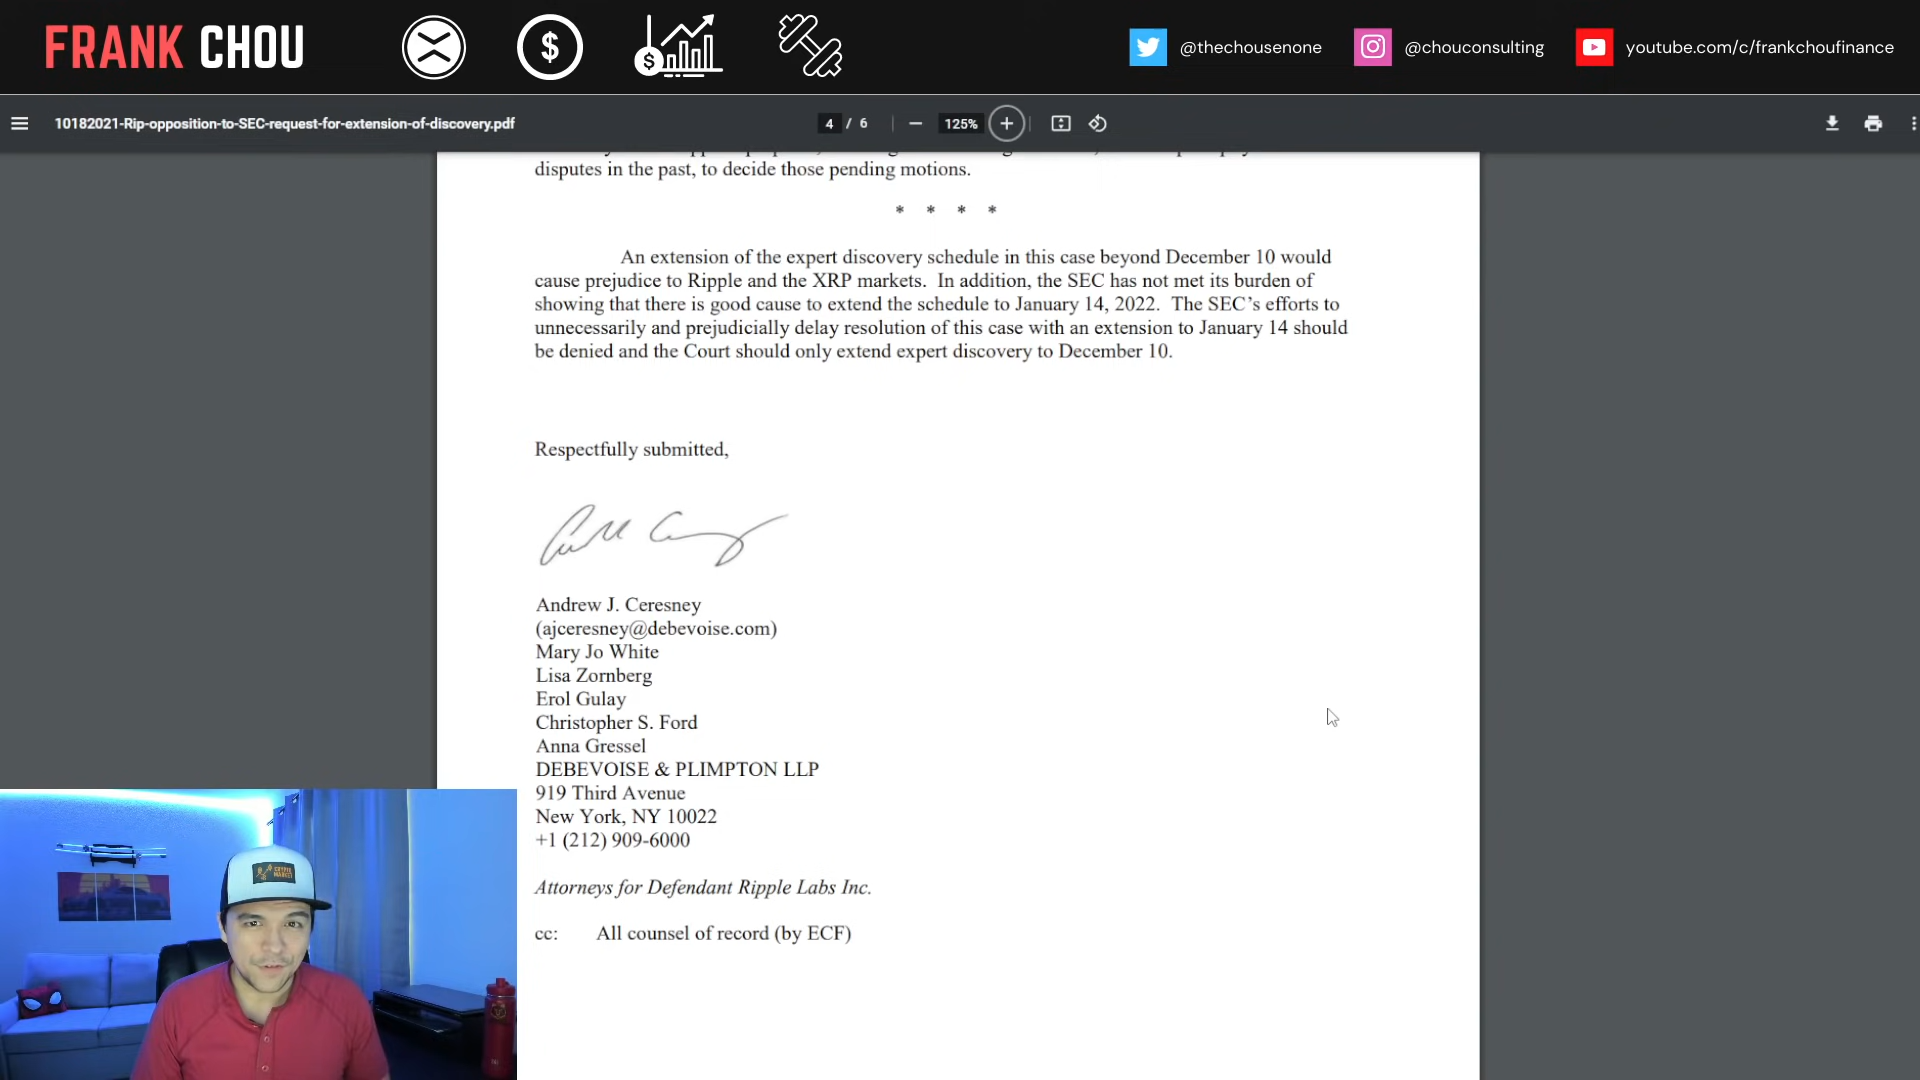 FRANK CHOU
$
$
@thechousenone
@chouconsulting
youtube.com/c/frankchoufinance
10182021-Rip-opposition-to-SEC-request-for-extension-of-discovery.pdf
4 / 6
125%
disputes in the past, to decide those pending motions.
* * * *
An extension of the expert discovery schedule in this case beyond December 10 would
cause prejudice to Ripple and the XRP markets. In addition, the SEC has not met its burden of
showing that there is good cause to extend the schedule to January 14, 2022. The SEC's efforts to
unnecessarily and prejudicially delay resolution of this case with an extension to January 14 should
be denied and the Court should only extend expert discovery to December 10.
Respectfully submitted,
Andrew J. Ceresney
(ajceresney@debevoise.com)
Mary Jo White
Lisa Zornberg
Erol Gulay
Christopher S. Ford
Anna Gressel
DEBEVOISE & PLIMPTON LLP
919 Third Avenue
New York, NY 10022
+1 (212) 909-6000
Attorneys for Defendant Ripple Labs Inc.
cc: All counsel of record (by ECF)
CRYPTO
MARKET